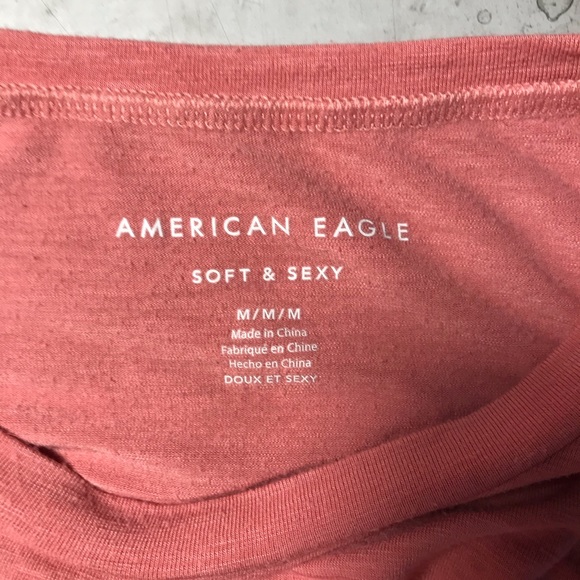 AMERICAN EAGLE
SOFT & SEXY
M/M/M
Made in China
Fabriqué en Chine
Hecho en China
DOUX ET SEXY